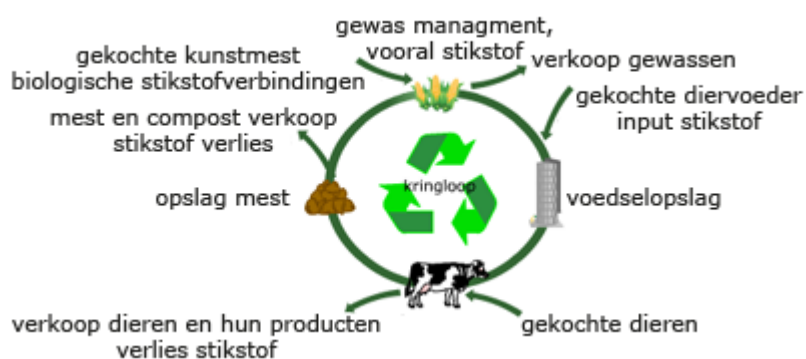 gewas managment,
vooral stikstof
verkoop gewassen
gekochte kunstmest
biologische stikstofverbindingen
gekochte diervoeder
input stikstof
mest en compost verkoop
stikstof verlies
kringloop
opslag mest
voedselopslag
verkoop dieren en hun producten
verlies stikstof
gekochte dieren